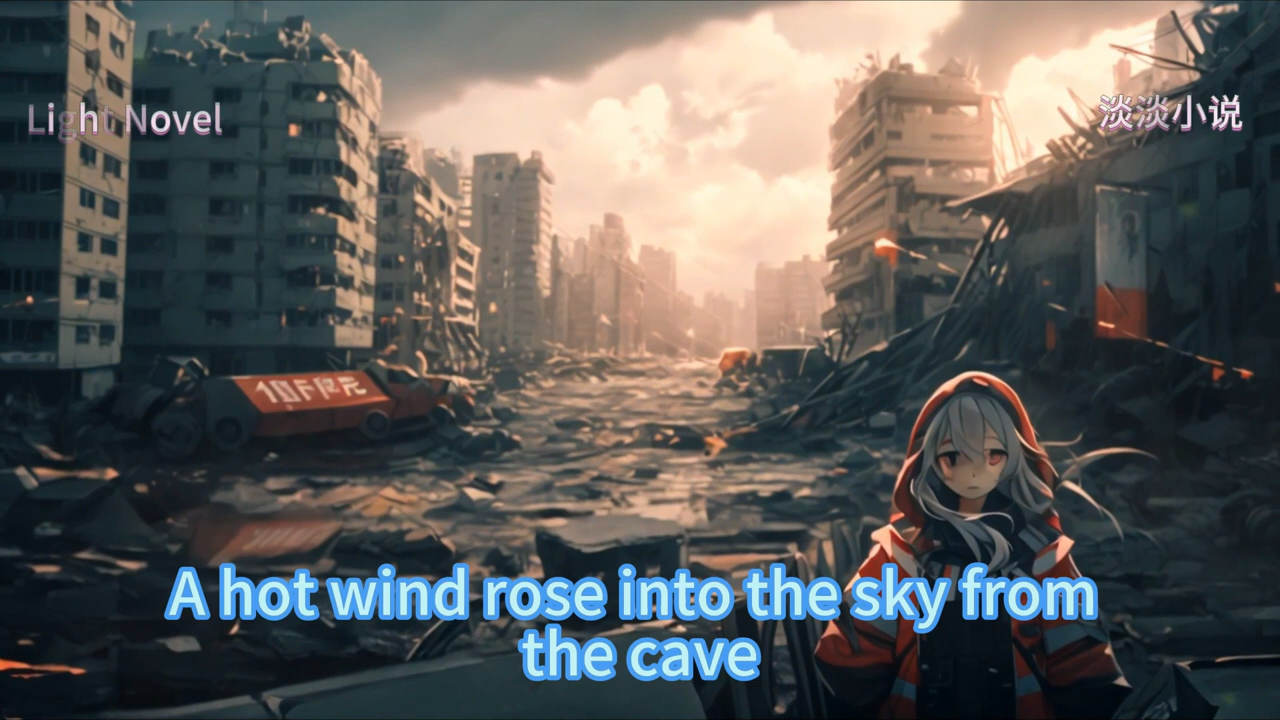 Light Novel
淡淡小说
A hot wind rose into the sky from
the cave